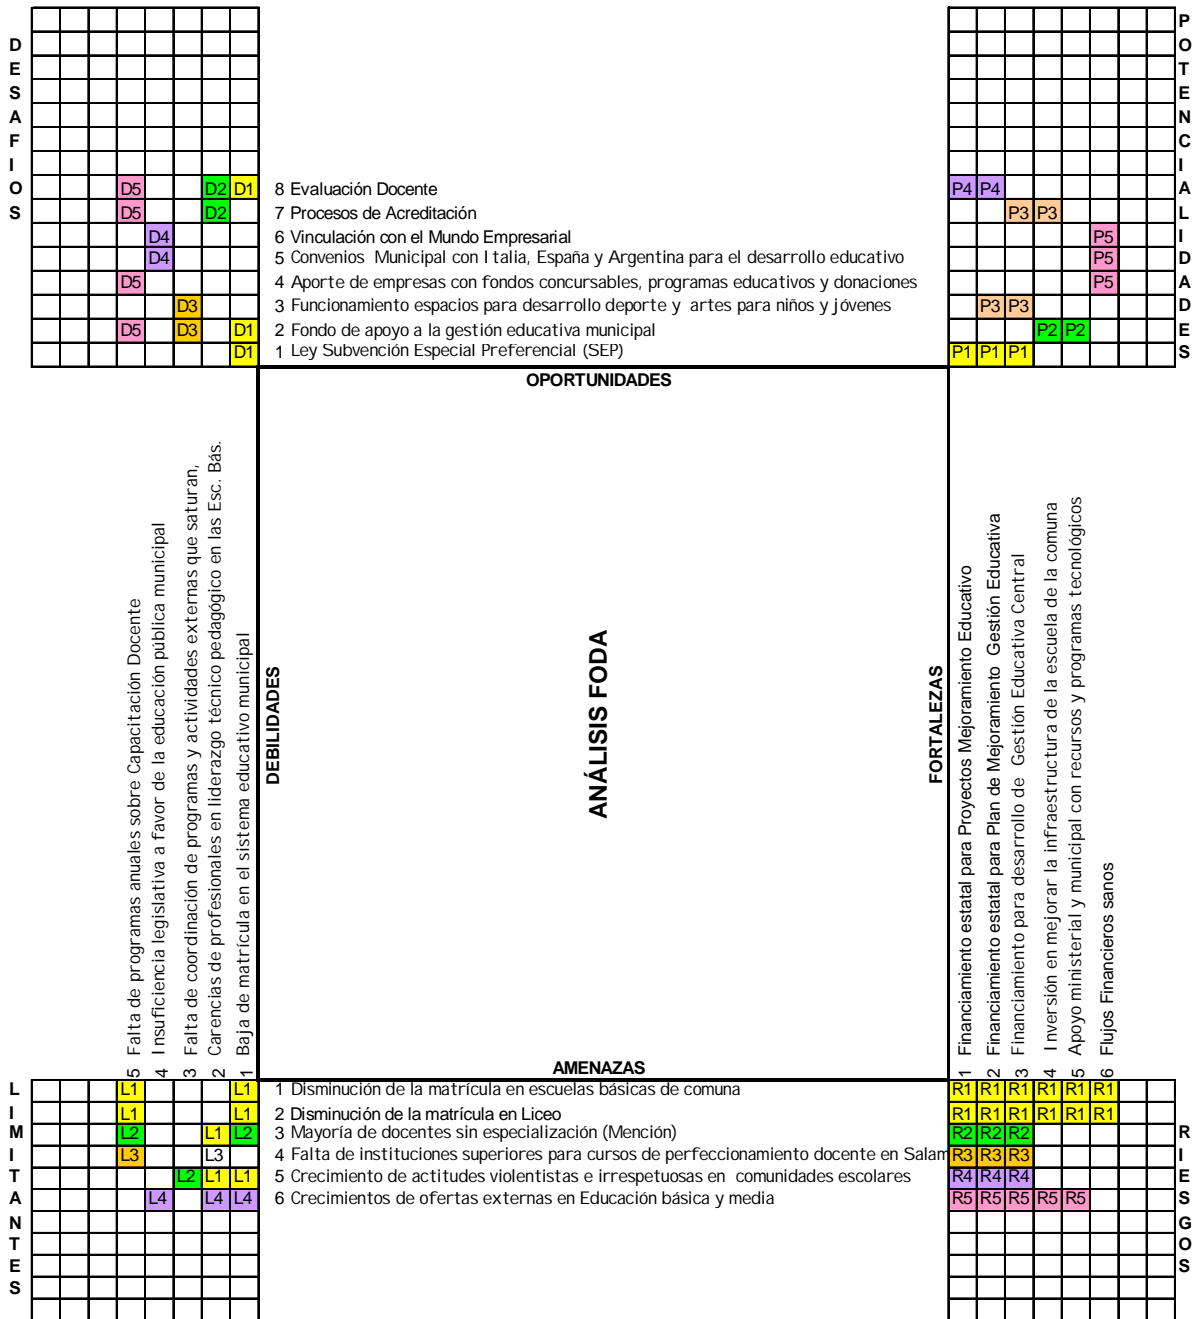 DESAFIOS
POTENCIALIDADES
D5 D2 D1 8 Evaluación Docente P4 P4
D5 D2 7 Procesos de Acreditación P3 P3
D4 6 Vinculación con el Mundo Empresarial P5
D4 5 Convenios Municipal con Italia, España y Argentina para el desarrollo educativo P5
D5 4 Aporte de empresas con fondos concursables, programas educativos y donaciones P5
D3 3 Funcionamiento espacios para desarrollo deporte y artes para niños y jóvenes P3 P3
D5 D3 D1 2 Fondo de apoyo a la gestión educativa municipal P2 P2
D1 1 Ley Subvención Especial Preferencial (SEP) P1 P1 P1
OPORTUNIDADES
5 Falta de programas anuales sobre Capacitación Docente
4 Insuficiencia legislativa a favor de la educación pública municipal
3 Falta de coordinación de programas y actividades externas que saturan,
2 Carencias de profesionales en liderazgo técnico pedagógico en las Esc. Bás.
1 Baja de matrícula en el sistema educativo municipal
DEBILIDADES
ANÁLISIS FODA
FORTALEZAS
1 Financiamiento estatal para Proyectos Mejoramiento Educativo
2 Financiamiento estatal para Plan de Mejoramiento Gestión Educativa
3 Financiamiento para desarrollo de Gestión Educativa Central
4 Inversión en mejorar la infraestructura de la escuela de la comuna
5 Apoyo ministerial y municipal con recursos y programas tecnológicos
6 Flujos Financieros sanos
AMENAZAS
L1 L1 1 Disminución de la matrícula en escuelas básicas de comuna R1 R1 R1 R1 R1 R1
L1 L1 2 Disminución de la matrícula en Liceo R1 R1 R1 R1 R1 R1
L2 L1 L2 3 Mayoría de docentes sin especialización (Mención) R2 R2 R2
L3 L3 4 Falta de instituciones superiores para cursos de perfeccionamiento docente en Salam R3 R3 R3
L2 L1 L1 5 Crecimiento de actitudes violentistas e irrespetuosas en comunidades escolares R4 R4 R4
L4 L4 L4 6 Crecimientos de ofertas externas en Educación básica y media R5 R5 R5 R5 R5
LIMITANTES
RIESGOS